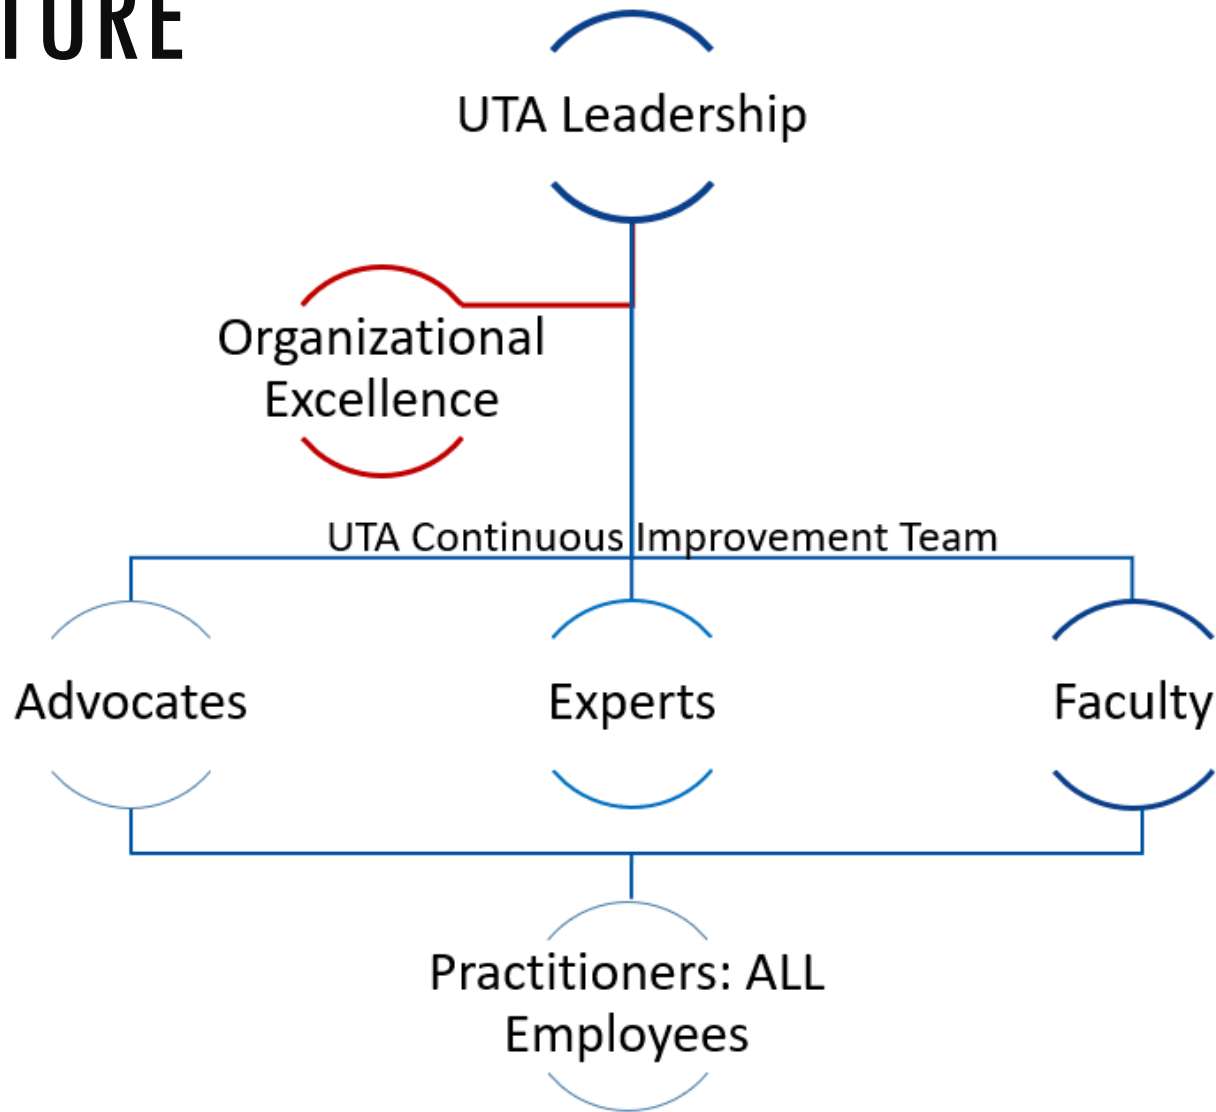 TURE
UTA Leadership
Organizational
Excellence
UTA Continuous Improvement Team
Advocates
Experts
Faculty
Practitioners: ALL
Employees